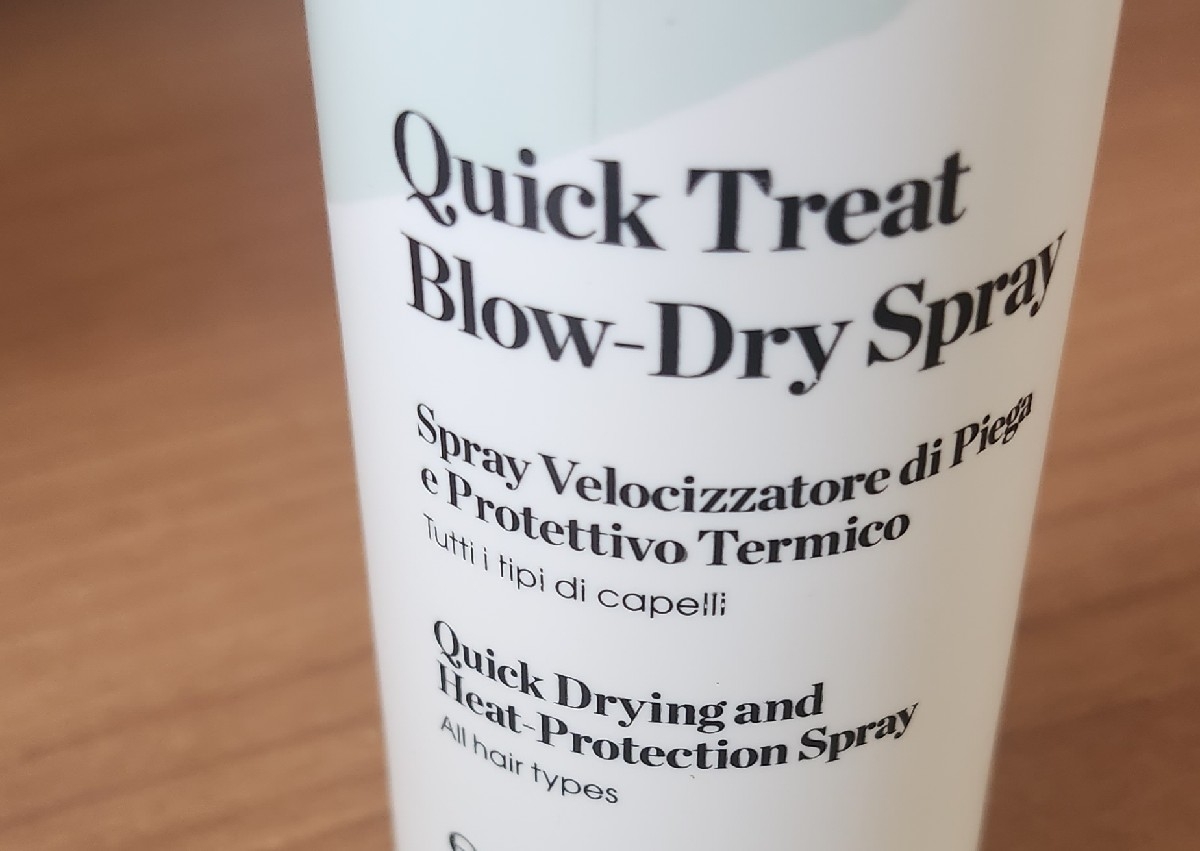 Quick Treat
Blow-Dry Spray
Spray Velocizzatore di Piega
e Protettivo Termico
Tutti i tipi di capelli
Quick Drying and
Heat-Protection Spray
All hair types